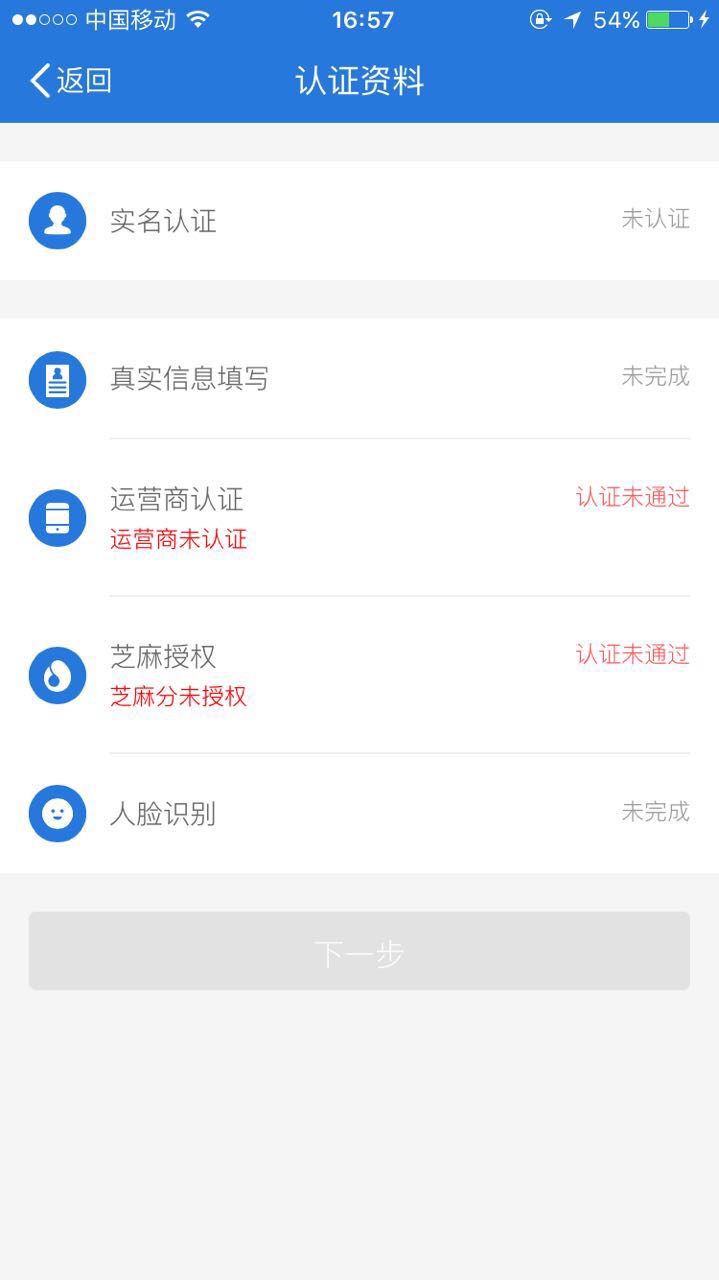 中国移动 16:57 54%
返回 认证资料
实名认证 未认证
真实信息填写 未完成
运营商认证 认证未通过
运营商未认证
芝麻授权 认证未通过
芝麻分未授权
人脸识别 未完成
下一步